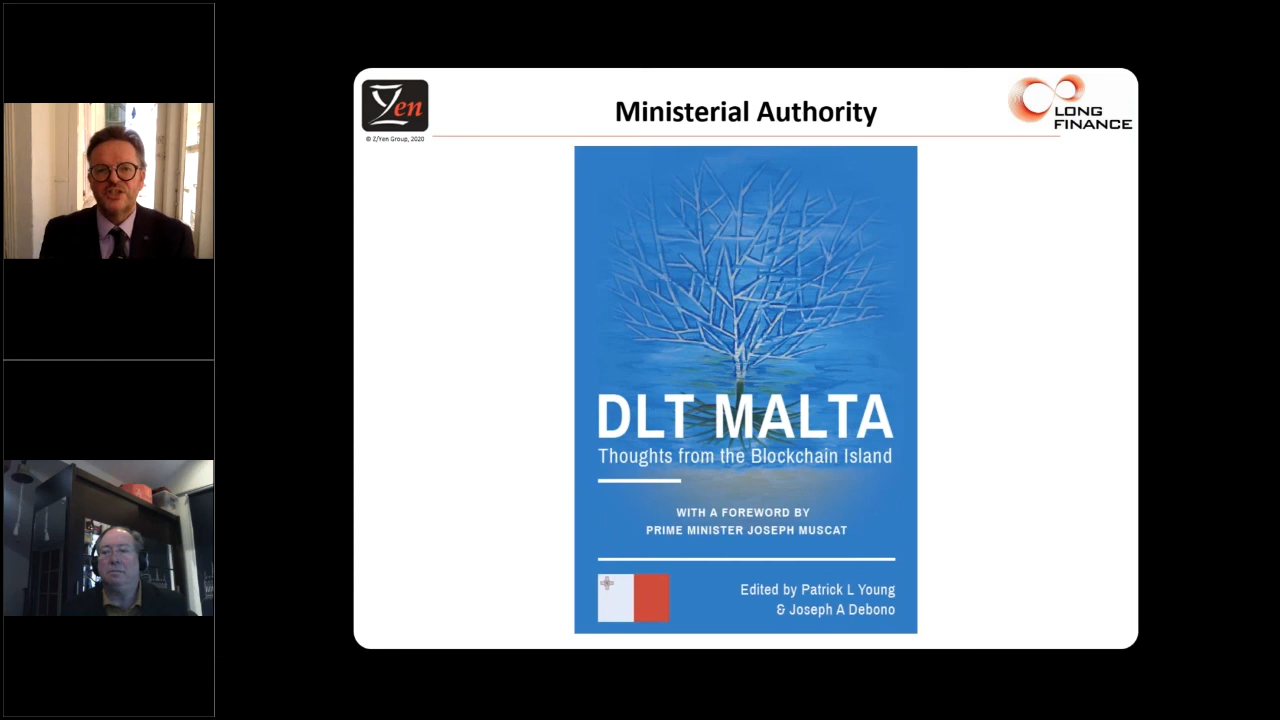 Z/Yen
© Z/Yen Group, 2020
Ministerial Authority
LONG
FINANCE
DLT MALTA
Thoughts from the Blockchain Island
WITH A FOREWORD BY
PRIME MINISTER JOSEPH MUSCAT
Edited by Patrick L Young
& Joseph A Debono